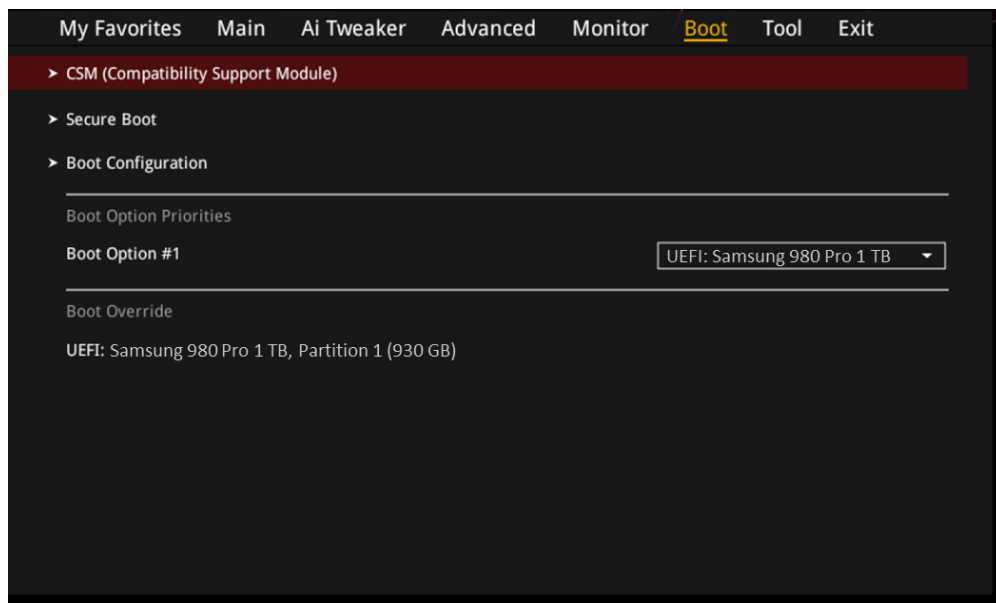 My Favorites Main Ai Tweaker Advanced Monitor Boot Tool Exit
CSM (Compatibility Support Module)
Secure Boot
Boot Configuration
Boot Option Priorities
Boot Option #1 UEFI: Samsung 980 Pro 1 TB
Boot Override
UEFI: Samsung 980 Pro 1 TB, Partition 1 (930 GB)